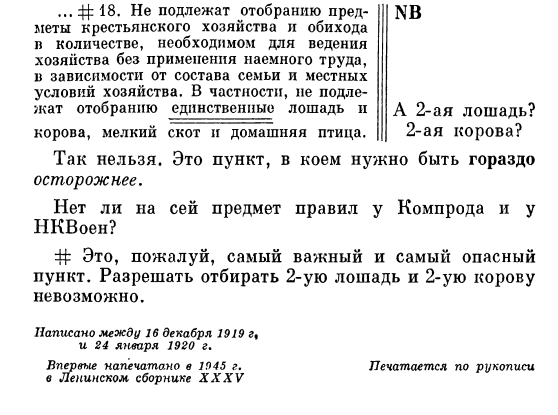 ... # 18. Не подлежат отобранию пред-
меты крестьянского хозяйства и обихода
в количестве, необходимом для ведения
хозяйства без применения наемного труда,
в зависимости от состава семьи и местных
условий хозяйства. В частности, не подле-
жат отобранию единственные лошадь и
корова, мелкий скот и домашняя птица.
NB
А 2-ая лошадь?
2-ая корова?
Так нельзя. Это пункт, в коем нужно быть гораздо
осторожнее.
Нет ли на сей предмет правил у Компрода и у
НКВоен?
# Это, пожалуй, самый важный и самый опасный
пункт. Разрешать отбирать 2-ую лошадь и 2-ую корову
невозможно.
Написано между 16 декабря 1919 г.
и 24 января 1920 г.
Впервые напечатано в 1945 г.
в Ленинском сборнике XXXV
Печатается по рукописи